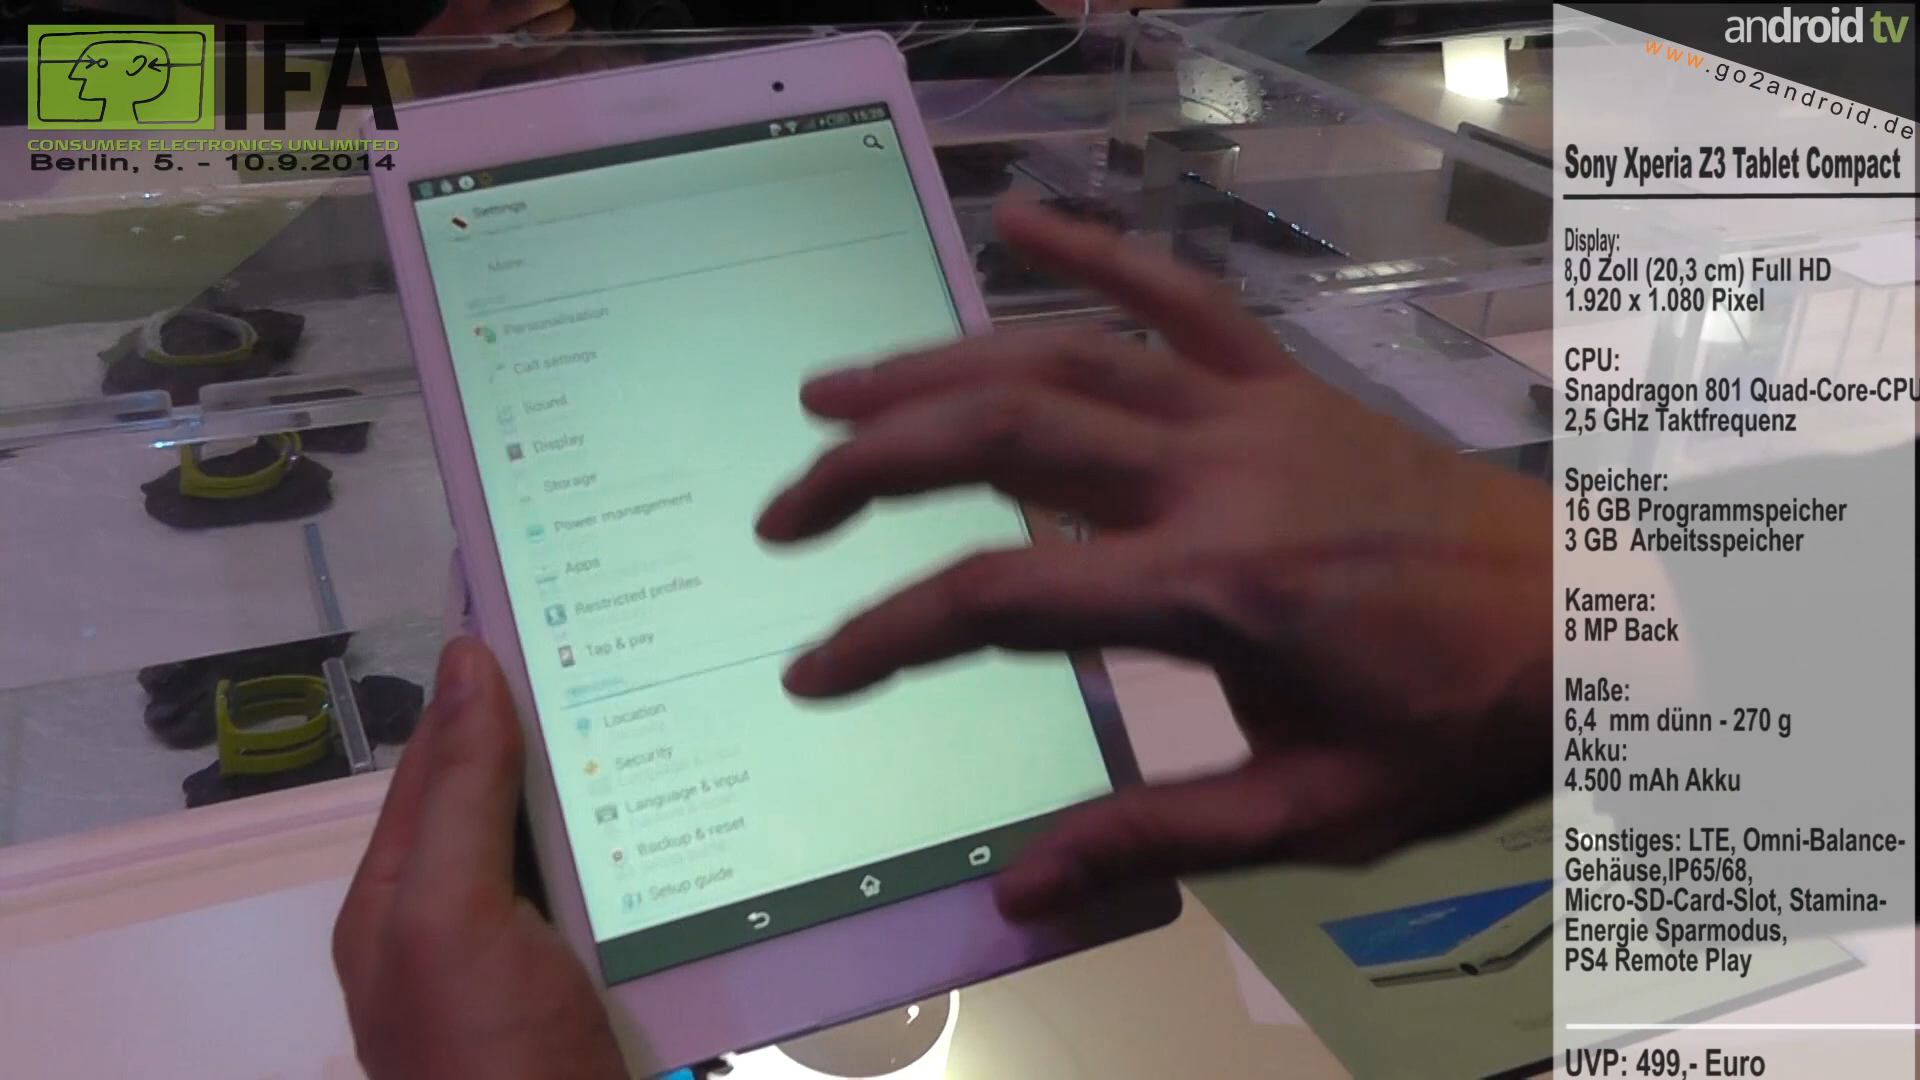 IFA
CONSUMER ELECTRONICS UNLIMITED
Berlin, 5. - 10.9.2014
android tv
www.go2android.de
Sony Xperia Z3 Tablet Compact
Display:
8,0 Zoll (20,3 cm) Full HD
1.920 x 1.080 Pixel
CPU:
Snapdragon 801 Quad-Core-CPU
2,5 GHz Taktfrequenz
Speicher:
16 GB Programmspeicher
3 GB Arbeitsspeicher
Kamera:
8 MP Back
Maße:
6,4 mm dünn - 270 g
Akku:
4.500 mAh Akku
Sonstiges: LTE, Omni-Balance-
Gehäuse,IP65/68,
Micro-SD-Card-Slot, Stamina-
Energie Sparmodus,
PS4 Remote Play
UVP: 499,- Euro
Settings
More
Personalisation
Call settings
Sound
Display
Storage
Power management
Apps
Restricted profiles
Tap & pay
Location
Security
Language & input
Backup & reset
Setup guide